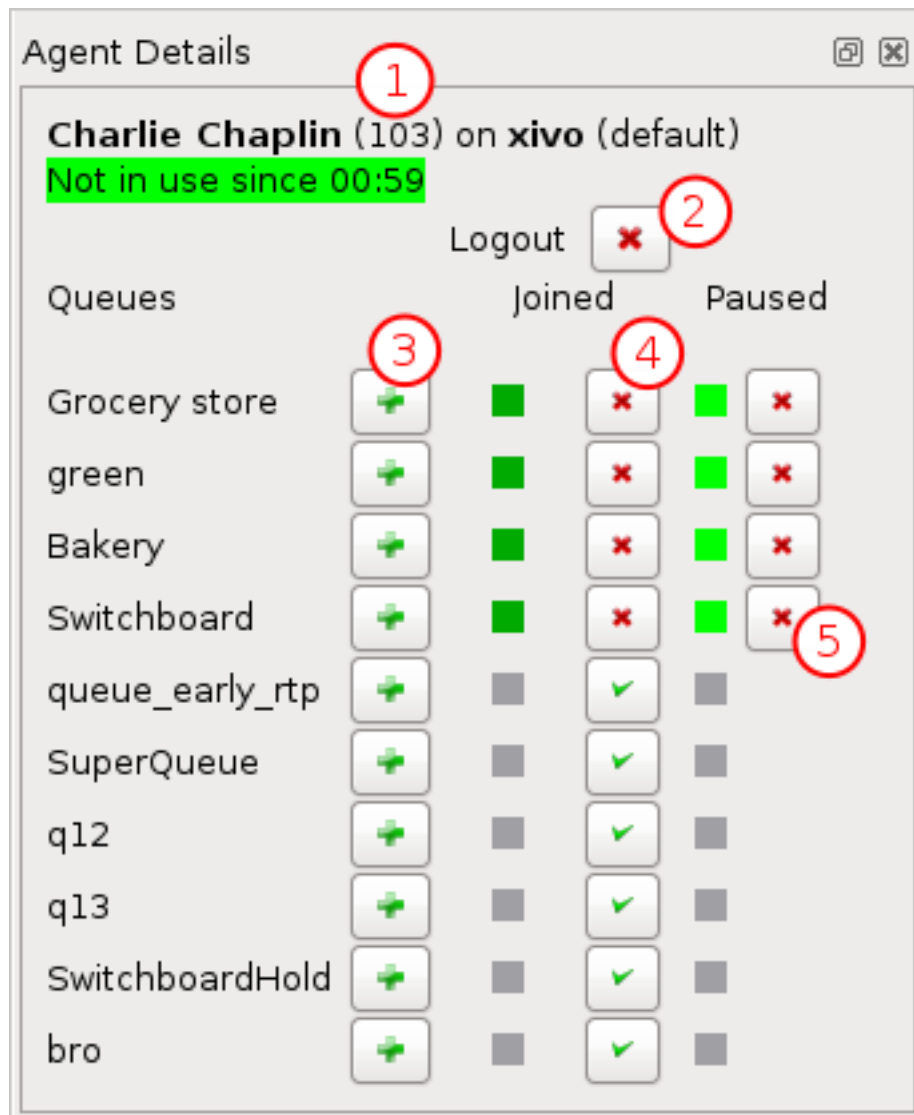 Agent Details
1
Charlie Chaplin (103) on xivo (default)
Not in use since 00:59
Logout 2
Queues Joined Paused
3 4
Grocery store
green
Bakery
Switchboard
5
queue_early_rtp
SuperQueue
q12
q13
SwitchboardHold
bro